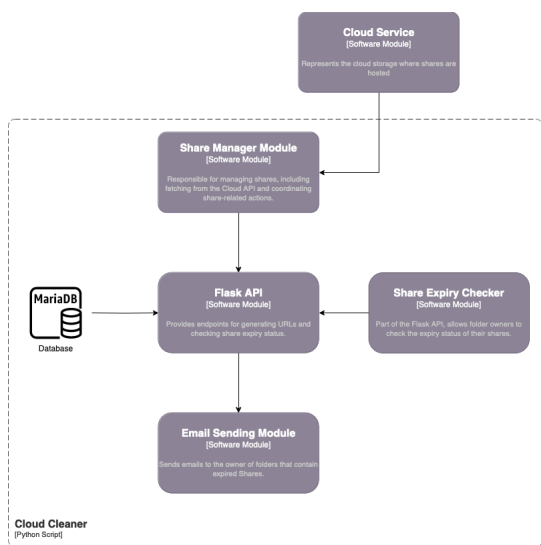 Cloud Service
[Software Module]
Represents the cloud storage where shares are
hosted
Share Manager Module
[Software Module]
Responsible for managing shares, including
fetching from the Cloud API and coordinating
share-related actions.
MariaDB
Database
Flask API
[Software Module]
Provides endpoints for generating URLs and
checking share expiry status.
Share Expiry Checker
[Software Module]
Part of the Flask API, allows folder owners to
check the expiry status of their shares.
Email Sending Module
[Software Module]
Sends emails to the owner of folders that contain
expired Shares.
Cloud Cleaner
[Python Script]